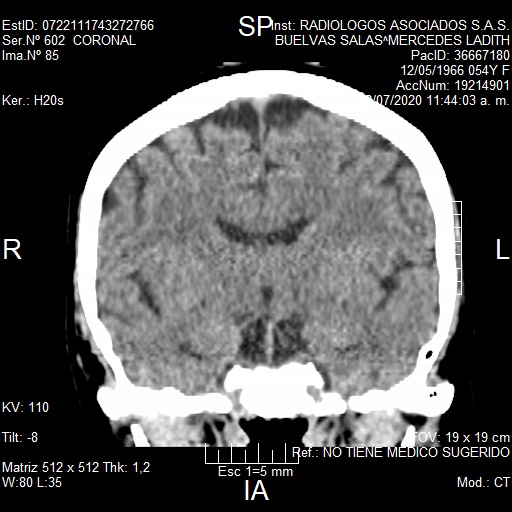 EstID: 0722111743272766
Ser.Nº 602 CORONAL
Ima.Nº 85
Ker.: H20s
SP
Inst: RADIOLOGOS ASOCIADOS S.A.S.
BUELVAS SALAS^MERCEDES LADITH
PacID: 36667180
12/05/1966 054Y F
AccNum: 19214901
/07/2020 11:44:03 a. m.
R
L
KV: 110
Tilt: -8
Matriz 512 x 512 Thk: 1,2
W:80 L:35
Esc 1=5 mm
IA
FOV: 19 x 19 cm
Ref.: NO TIENE MEDICO SUGERIDO
Mod.: CT